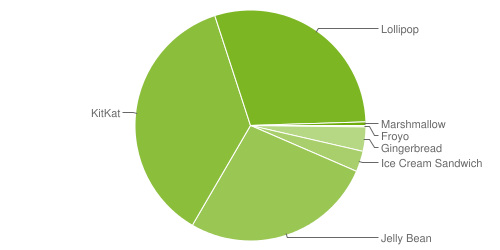 Lollipop
KitKat
Marshmallow
Froyo
Gingerbread
Ice Cream Sandwich
Jelly Bean